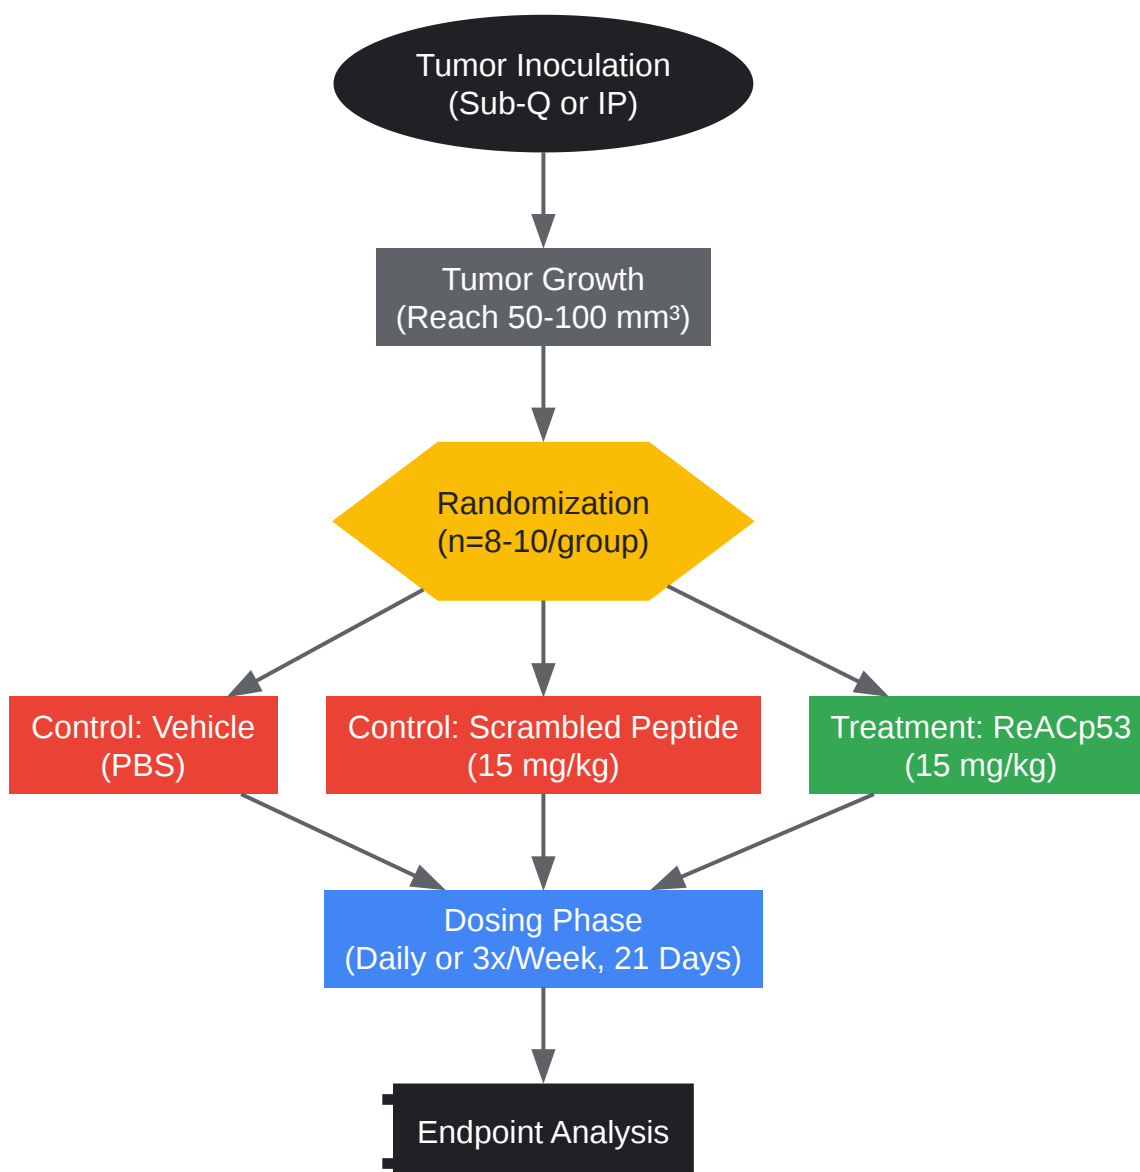 Tumor Inoculation
(Sub-Q or IP)
Tumor Growth
(Reach 50-100 mm³)
Randomization
(n=8-10/group)
Control: Vehicle
(PBS)
Control: Scrambled Peptide
(15 mg/kg)
Treatment: ReACp53
(15 mg/kg)
Dosing Phase
(Daily or 3x/Week, 21 Days)
Endpoint Analysis